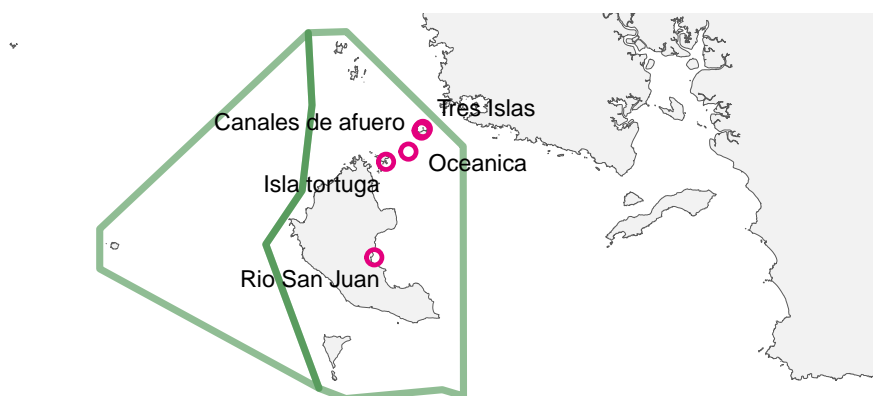 Tres Islas
Canales de afuero
Oceanica
Isla tortuga
Rio San Juan